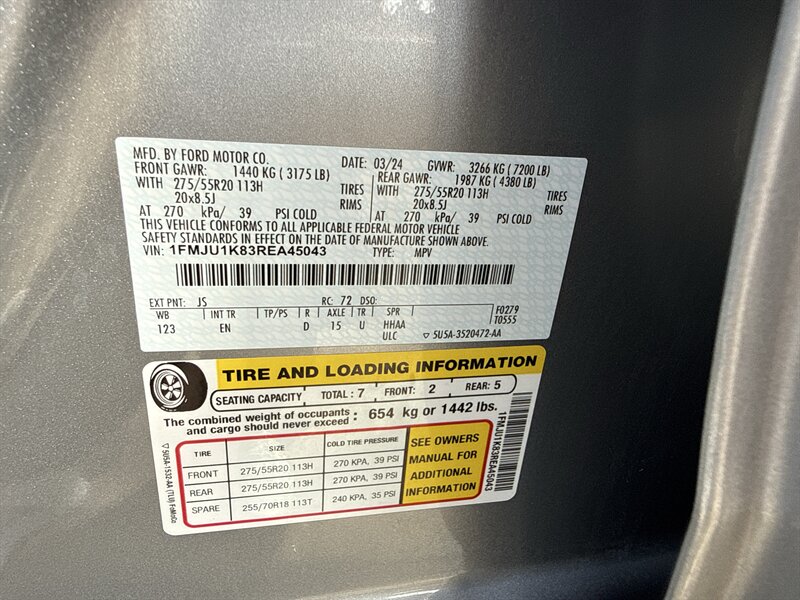 MFD. BY FORD MOTOR CO. DATE: 03/24 GVWR: 3266 KG ( 7200 LB)
FRONT GAWR: 1440 KG ( 3175 LB) REAR GAWR: 1987 KG ( 4380 LB)
WITH 275/55R20 113H TIRES WITH 275/55R20 113H TIRES
20x8.5J RIMS 20x8.5J RIMS
AT 270 kPa/ 39 PSI COLD AT 270 kPa/ 39 PSI COLD
THIS VEHICLE CONFORMS TO ALL APPLICABLE FEDERAL MOTOR VEHICLE
SAFETY STANDARDS IN EFFECT ON THE DATE OF MANUFACTURE SHOWN ABOVE.
VIN: 1FMJU1K83REA45043 TYPE: MPV
EXT PNT: JS RC: 72 DSO:
WB INT TR TP/PS R AXLE TR SPR F0279
T0555
123 EN D 15 U HHAA
ULC ▽ 5U5A-3520472-AA
TIRE AND LOADING INFORMATION
SEATING CAPACITY TOTAL : 7 FRONT: 2 REAR: 5
The combined weight of occupants and cargo should never exceed : 654 kg or 1442 lbs.
TIRE SIZE COLD TIRE PRESSURE
FRONT 275/55R20 113H 270 KPA, 39 PSI
REAR 275/55R20 113H 270 KPA, 39 PSI
SPARE 255/70R18 113T 240 KPA, 35 PSI
SEE OWNERS
MANUAL FOR
ADDITIONAL
INFORMATION
1FMJU1K83REA45043
▽ 5U5A-1532-AA (TLU) FoMoCo